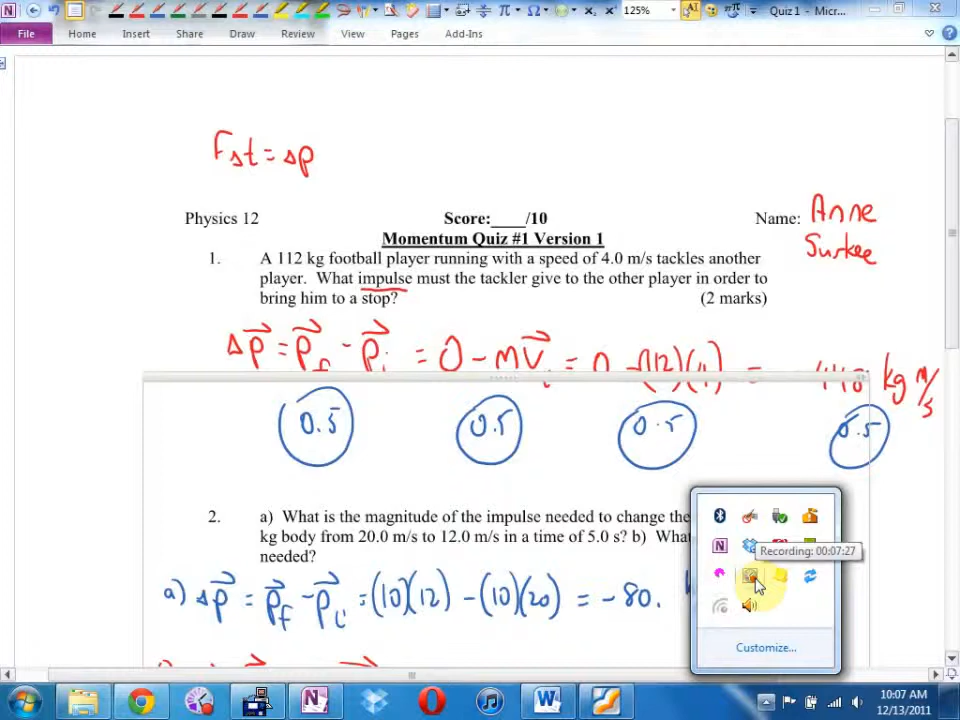 125%
Quiz 1 - Micr...
File Home Insert Share Draw Review View Pages Add-Ins
FΔt = Δp
Physics 12 Score:____/10 Name: Anne
Momentum Quiz #1 Version 1
1. A 112 kg football player running with a speed of 4.0 m/s tackles another
player. What impulse must the tackler give to the other player in order to
bring him to a stop? (2 marks)
Δp = pf - pi = 0 - mv = 0 - (112)(4) = kg m/s
0.5 0.5 0.5 0.5
2. a) What is the magnitude of the impulse needed to change the
kg body from 20.0 m/s to 12.0 m/s in a time of 5.0 s? b) What
needed?
a) Δp = pf - pi = (10)(12) - (10)(20) = -80.
Recording: 00:07:27
Customize...
10:07 AM
12/13/2011